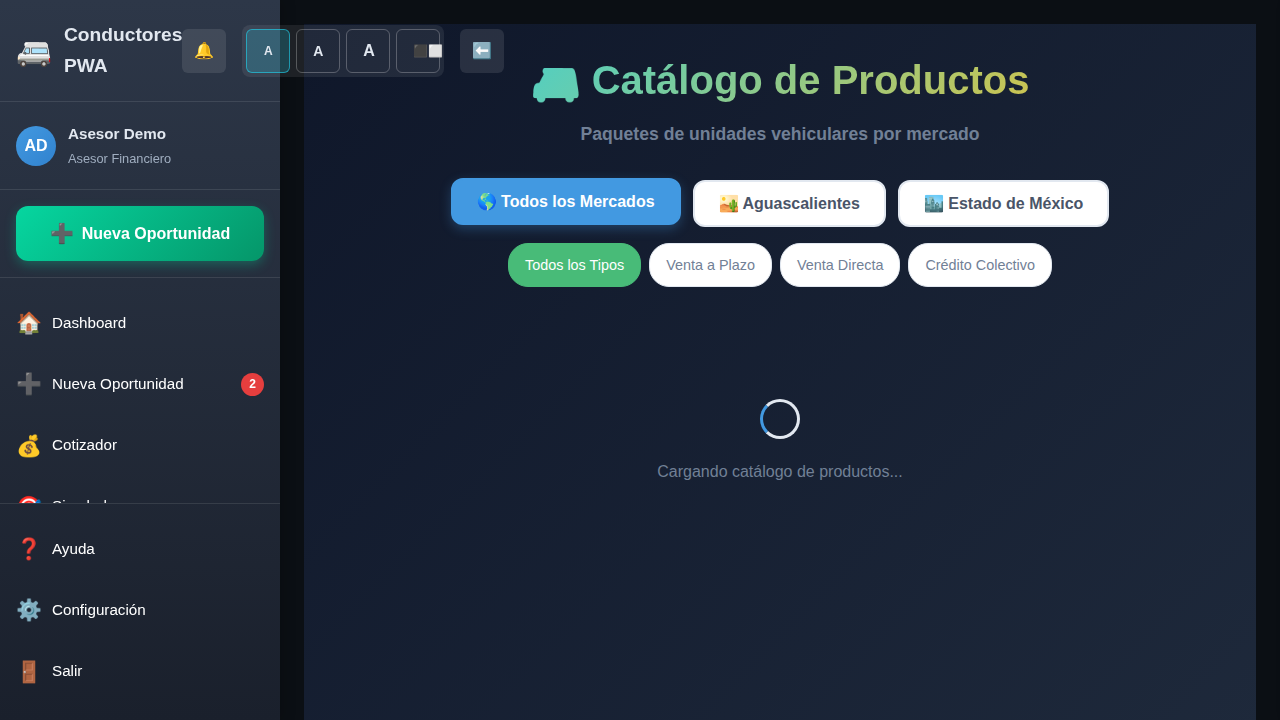 Conductores
PWA
A
A
A
Asesor Demo
AD
Asesor Financiero
Nueva Oportunidad
Dashboard
Nueva Oportunidad
2
Cotizador
Ayuda
Configuración
Salir
Catálogo de Productos
Paquetes de unidades vehiculares por mercado
Todos los Mercados
Aguascalientes
Estado de México
Todos los Tipos
Venta a Plazo
Venta Directa
Crédito Colectivo
Cargando catálogo de productos...